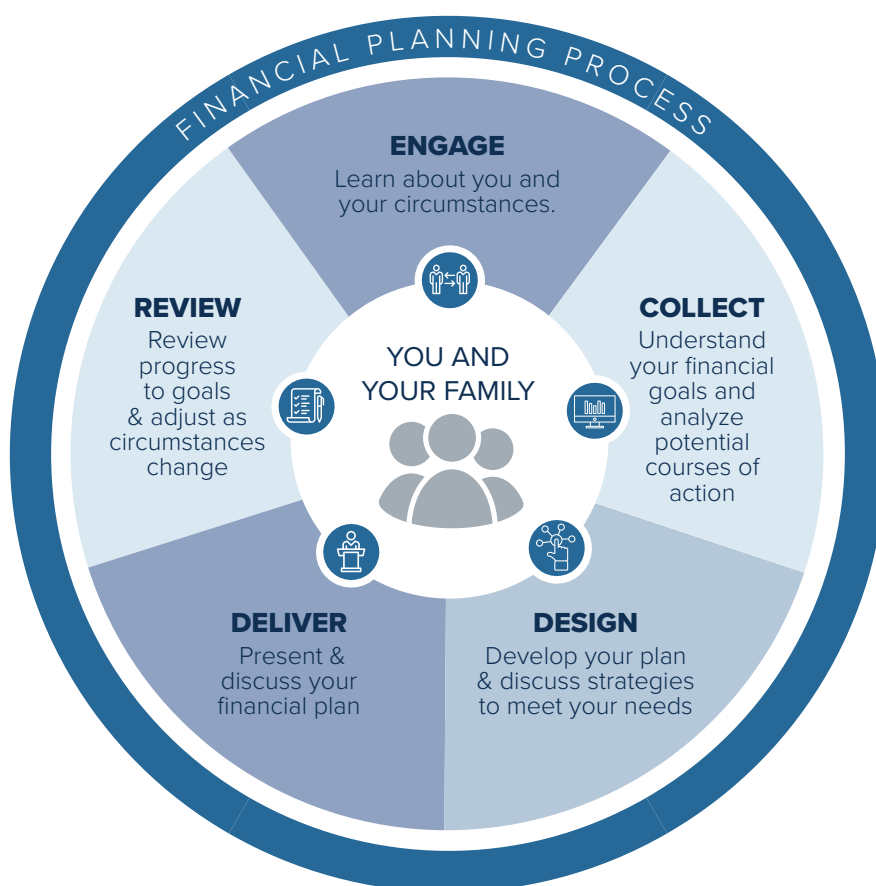 FINANCIAL PLANNING PROCESS
ENGAGE
Learn about you and
your circumstances.
COLLECT
Understand
your financial
goals and
analyze
potential
courses of
action
DESIGN
Develop your plan
& discuss strategies
to meet your needs
DELIVER
Present &
discuss your
financial plan
REVIEW
Review
progress
to goals
& adjust as
circumstances
change
YOU AND
YOUR FAMILY